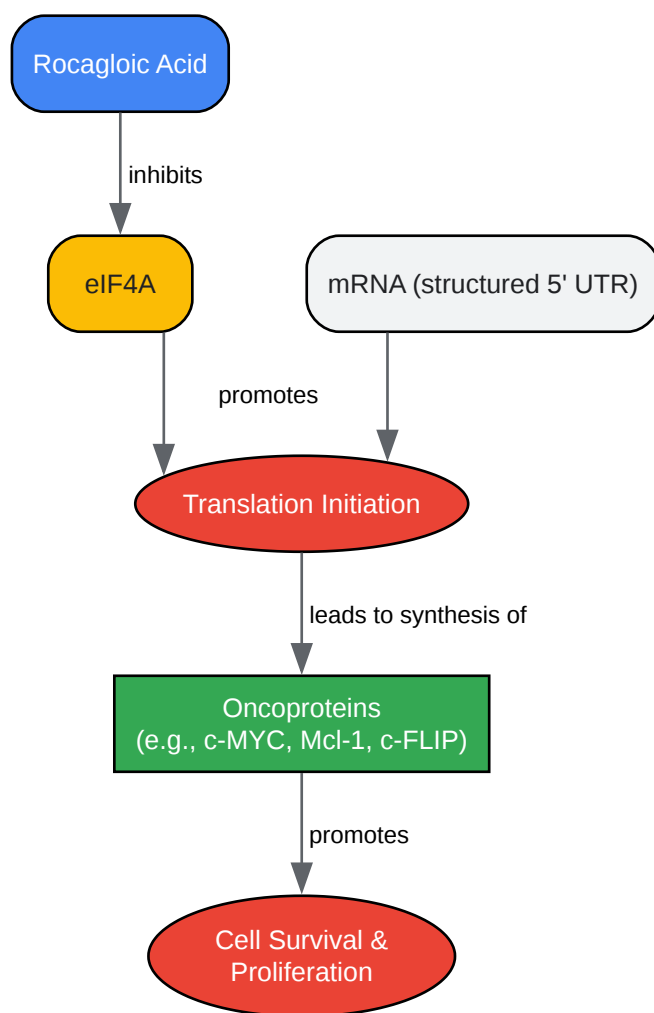 Rocagloic Acid
inhibits
eIF4A
mRNA (structured 5' UTR)
promotes
Translation Initiation
leads to synthesis of
Oncoproteins
(e.g., c-MYC, Mcl-1, c-FLIP)
promotes
Cell Survival &
Proliferation